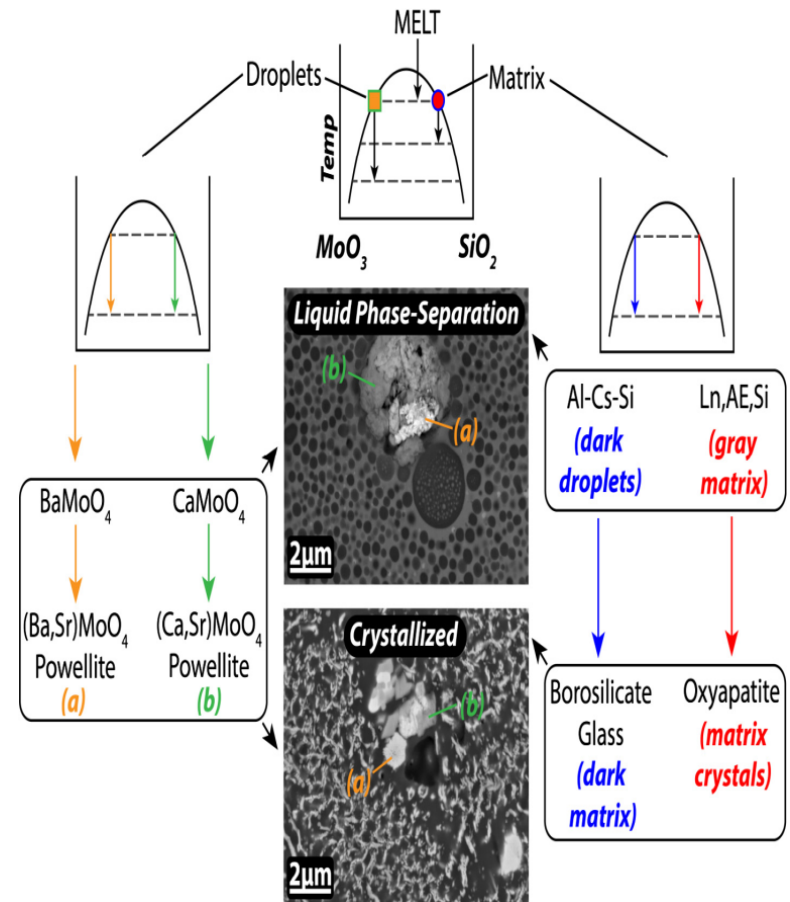 MELT
Droplets
Matrix
Temp
MoO₃
SiO₂
Liquid Phase-Separation
(b)
(a)
2µm
Al-Cs-Si
(dark
droplets)
Ln,AE,Si
(gray
matrix)
BaMoO₄
CaMoO₄
(Ba,Sr)MoO₄
Powellite
(a)
(Ca,Sr)MoO₄
Powellite
(b)
Crystallized
(b)
(a)
2µm
Borosilicate
Glass
(dark
matrix)
Oxyapatite
(matrix
crystals)